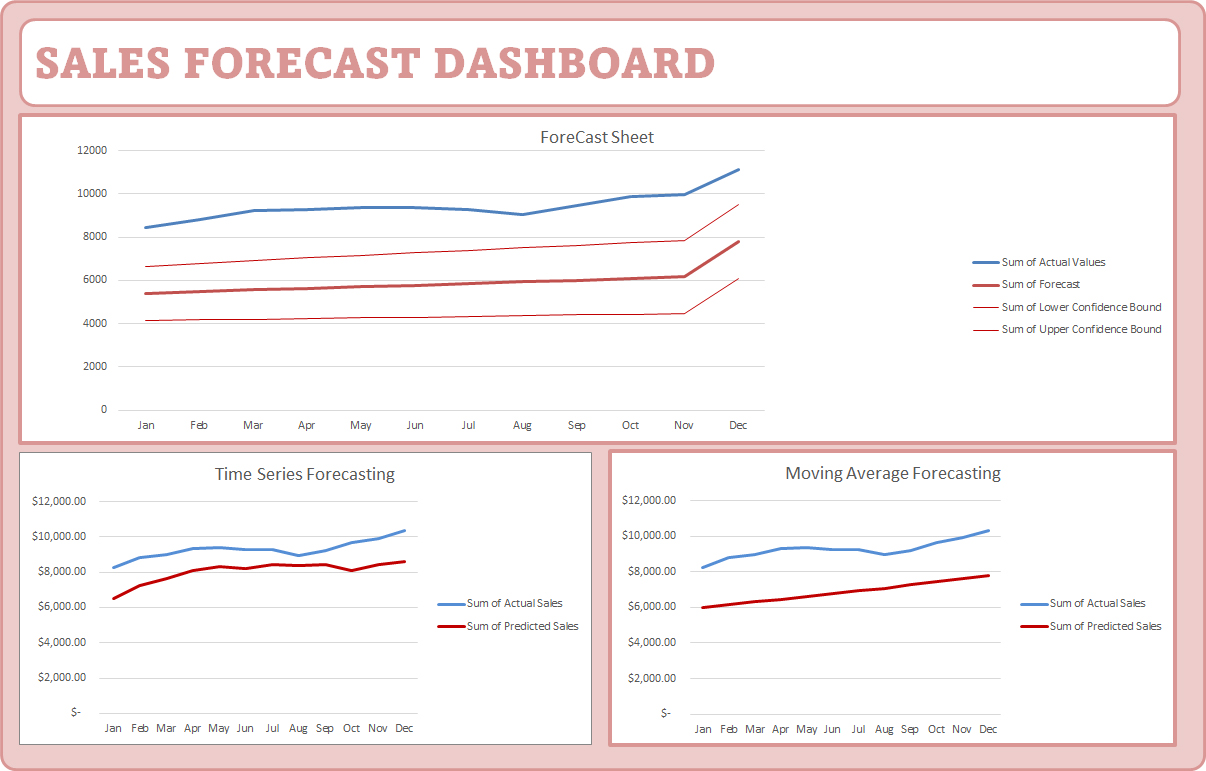 SALES FORECAST DASHBOARD
ForeCast Sheet
12000
10000
8000
6000
4000
2000
0
Jan Feb Mar Apr May Jun Jul Aug Sep Oct Nov Dec
Sum of Actual Values
Sum of Forecast
Sum of Lower Confidence Bound
Sum of Upper Confidence Bound
Time Series Forecasting
$12,000.00
$10,000.00
$8,000.00
$6,000.00
$4,000.00
$2,000.00
$-
Jan Feb Mar Apr May Jun Jul Aug Sep Oct Nov Dec
Sum of Actual Sales
Sum of Predicted Sales
Moving Average Forecasting
$12,000.00
$10,000.00
$8,000.00
$6,000.00
$4,000.00
$2,000.00
$-
Jan Feb Mar Apr May Jun Jul Aug Sep Oct Nov Dec
Sum of Actual Sales
Sum of Predicted Sales